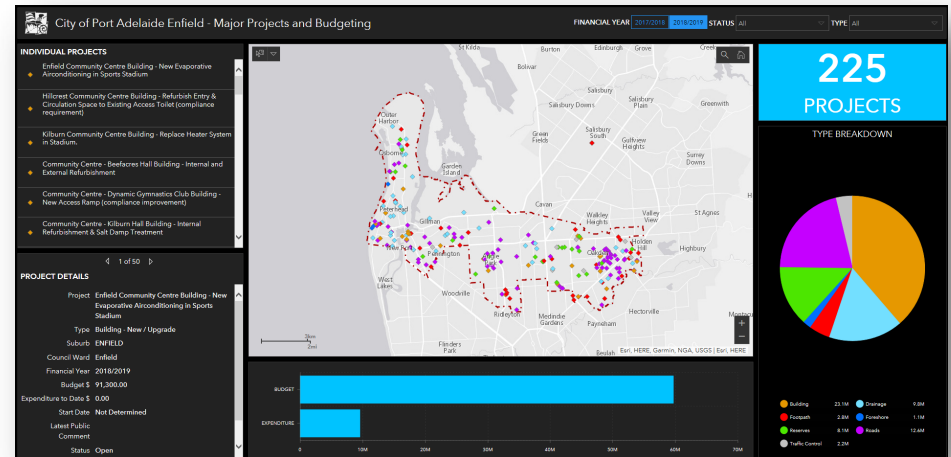 City of Port Adelaide Enfield - Major Projects and Budgeting
FINANCIAL YEAR 2017/2018 2018/2019 STATUS All TYPE All
INDIVIDUAL PROJECTS
Enfield Community Centre Building - New Evaporative
Airconditioning in Sports Stadium
Hillcrest Community Centre Building - Refurbish Entry &
Circulation Space to Existing Access Toilet (compliance
requirement)
Kilburn Community Centre Building - Replace Heater System
in Stadium.
Community Centre - Beefacres Hall Building - Internal and
External Refurbishment
Community Centre - Dynamic Gymnastics Club Building -
New Access Ramp (compliance improvement)
Community Centre - Kilburn Hall Building - Internal
Refurbishment & Salt Damp Treatment
1 of 50
PROJECT DETAILS
Project Enfield Community Centre Building - New
Evaporative Airconditioning in Sports
Stadium
Type Building - New / Upgrade
Suburb ENFIELD
Council Ward Enfield
Financial Year 2018/2019
Budget $ 91,300.00
Expenditure to Date $ 0.00
Start Date Not Determined
Latest Public
Comment
Status Open
St Kilda
Burton
Edinburgh
Grove
Bolivar
Salisbury
Salisbury Downs
Salisbury
Plain
Greenwith
Outer
Harbor
Green
Fields
Salisbury
South
Gulfview
Heights
Surrey
Downs
Garden
Island
Cavan
Walkley
Heights
Valley
View
St Agnes
Peterhead
Gillman
Holden
Hill
Highbury
Pennington
West
Lakes
Woodville
Ridleyton
Medindie
Gardens
Payneham
Hectorville
Flinders
Park
Beulah
Esri, HERE, Garmin, NGA, USGS | Esri, HERE
2mi
BUDGET
EXPENDITURE
0 10M 20M 30M 40M 50M 60M 70M
225
PROJECTS
TYPE BREAKDOWN
Building 23.1M Drainage 9.8M
Footpath 2.8M Foreshore 1.1M
Reserves 8.1M Roads 12.6M
Traffic Control 2.2M